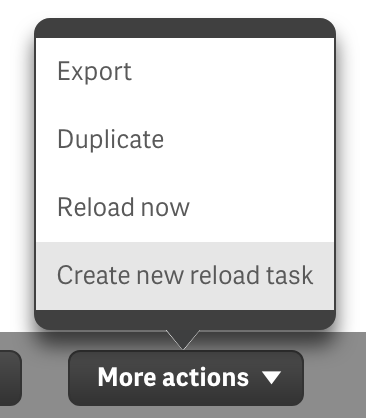 Export
Duplicate
Reload now
Create new reload task
More actions